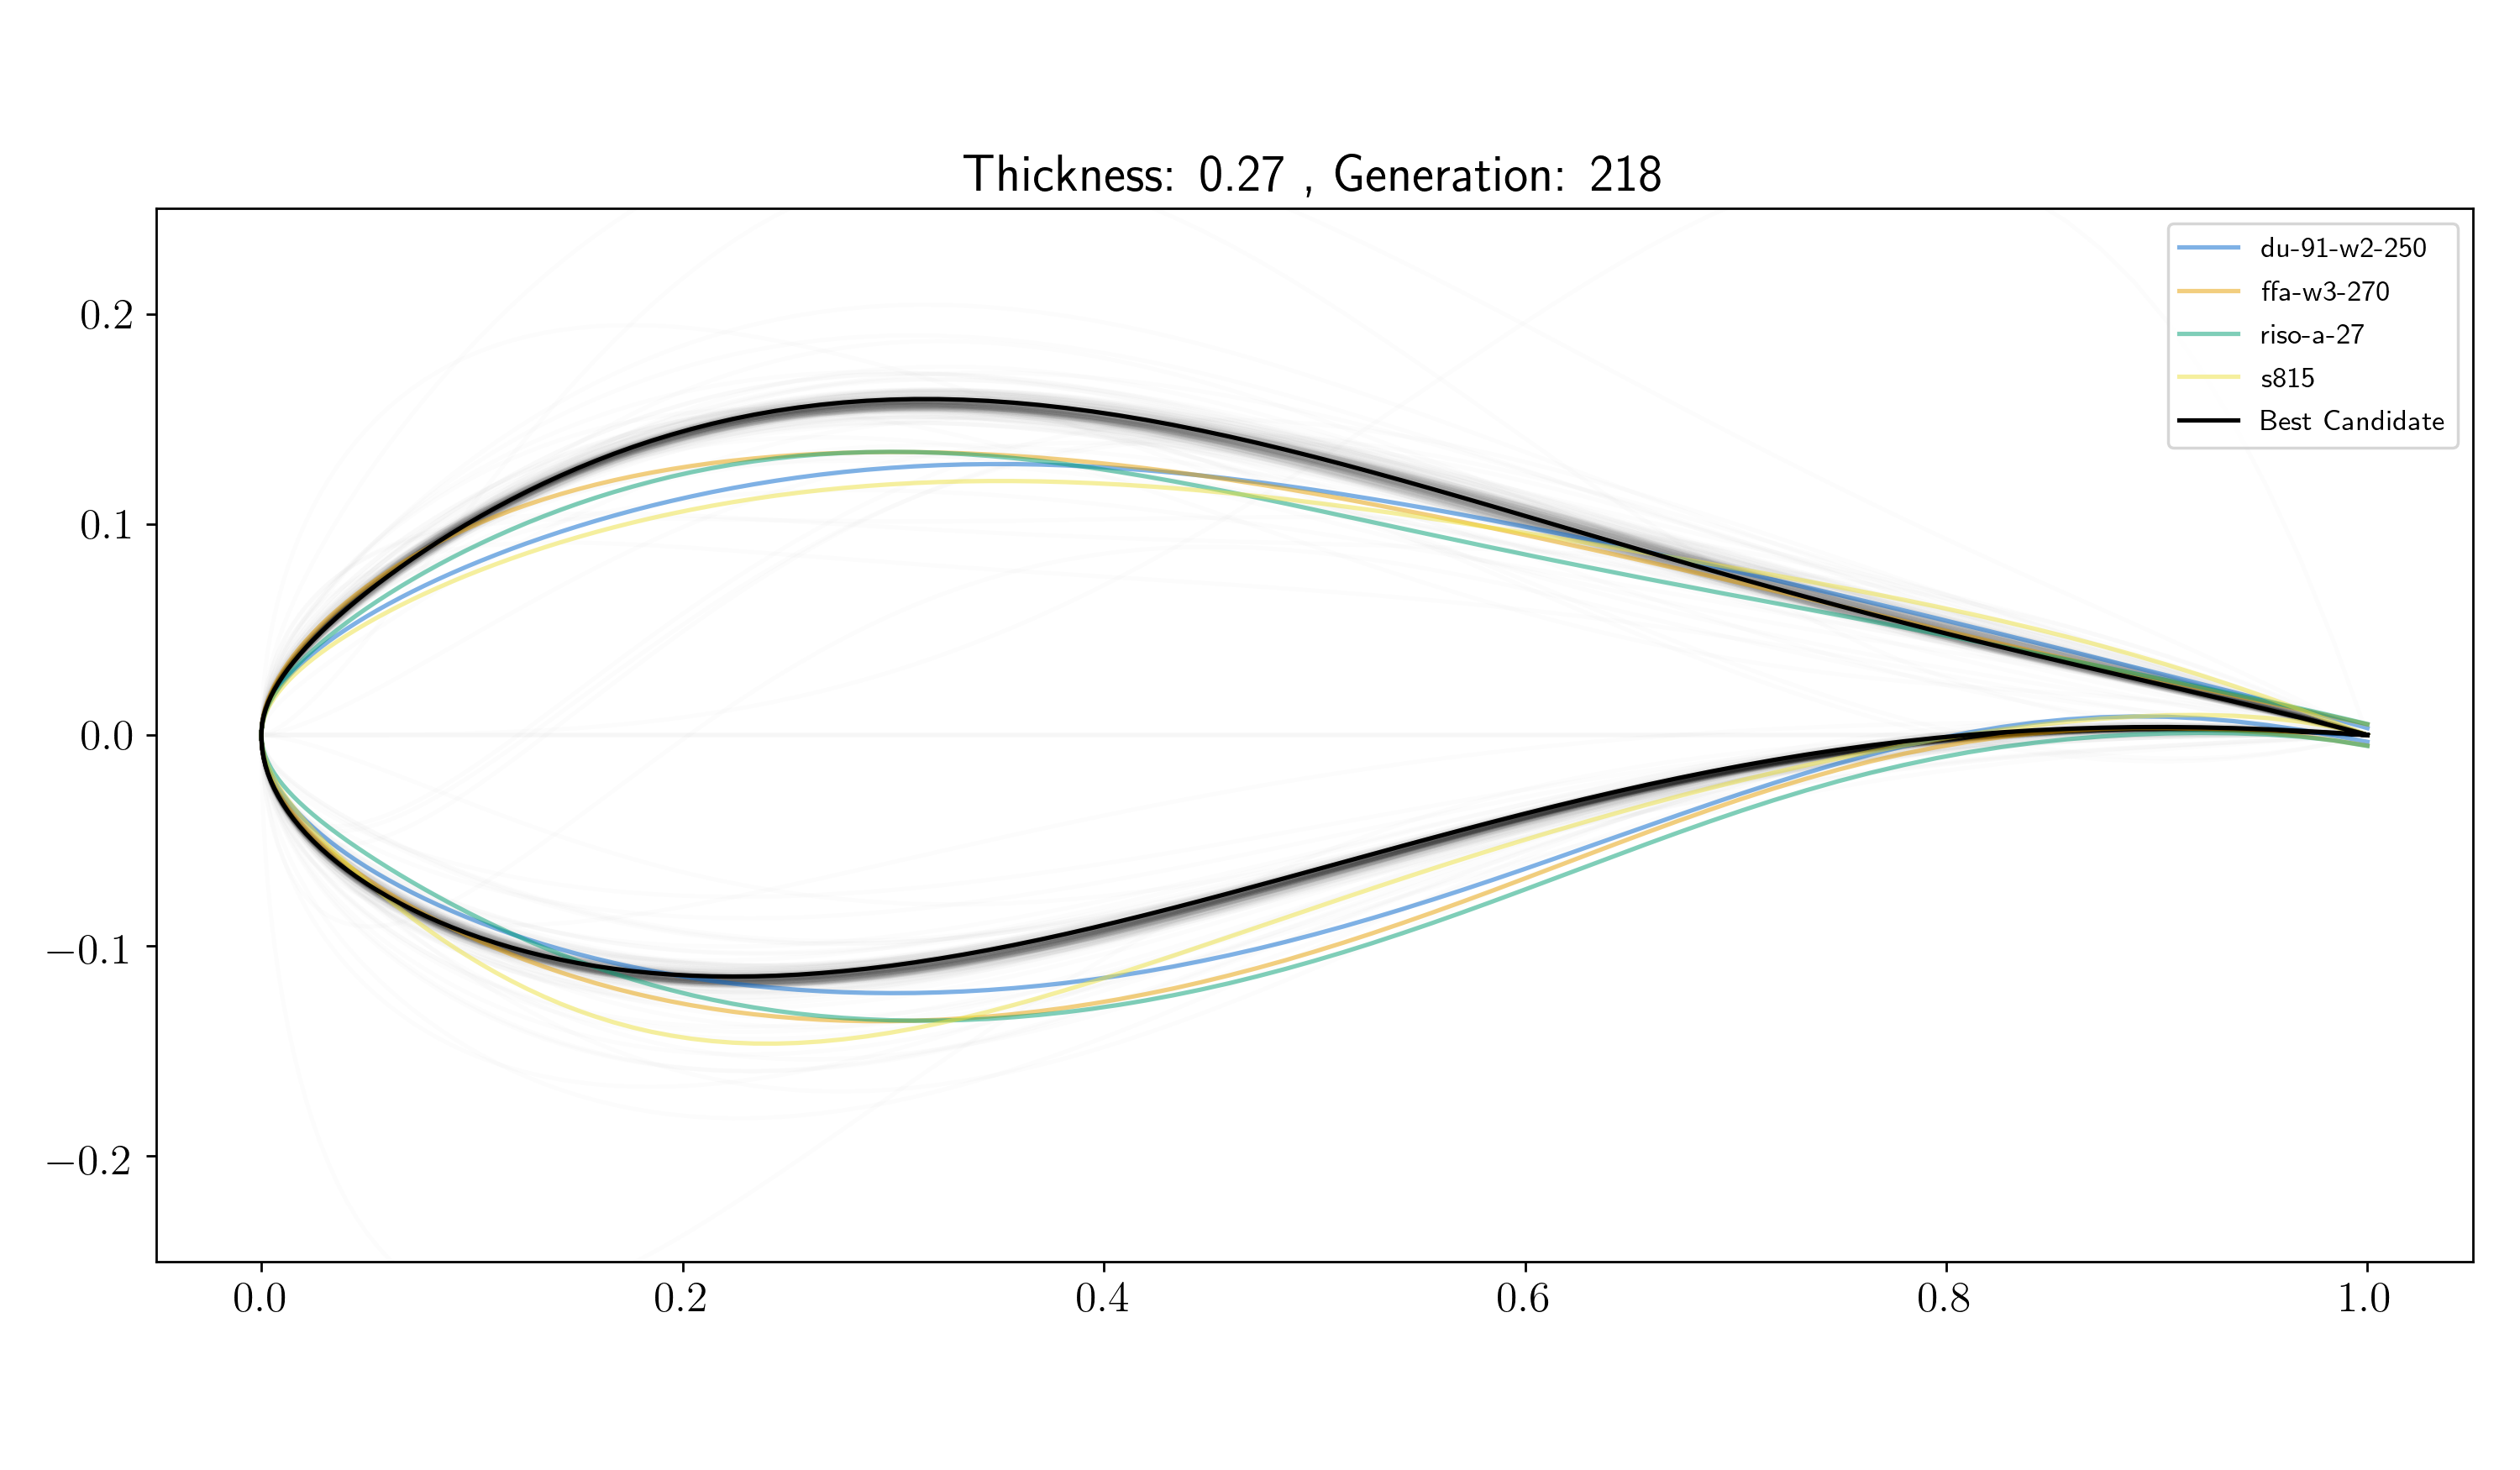 Thickness: 0.27 , Generation: 218
du-91-w2-250
ffa-w3-270
riso-a-27
s815
Best Candidate
0.2
0.1
0.0
−0.1
−0.2
0.0 0.2 0.4 0.6 0.8 1.0